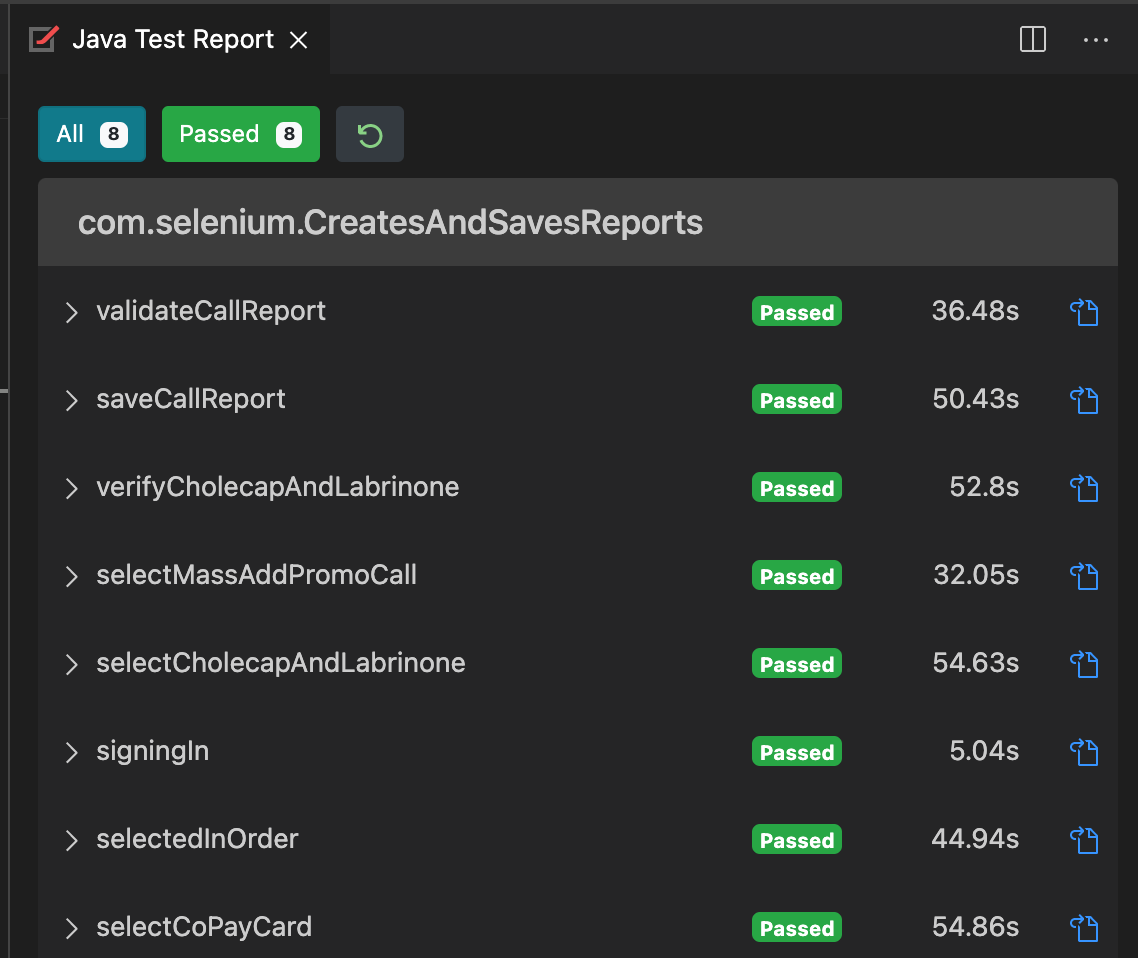 Java Test Report
All 8 Passed 8
com.selenium.CreatesAndSavesReports
validateCallReport Passed 36.48s
saveCallReport Passed 50.43s
verifyCholecapAndLabrinone Passed 52.8s
selectMassAddPromoCall Passed 32.05s
selectCholecapAndLabrinone Passed 54.63s
signingIn Passed 5.04s
selectedInOrder Passed 44.94s
selectCoPayCard Passed 54.86s